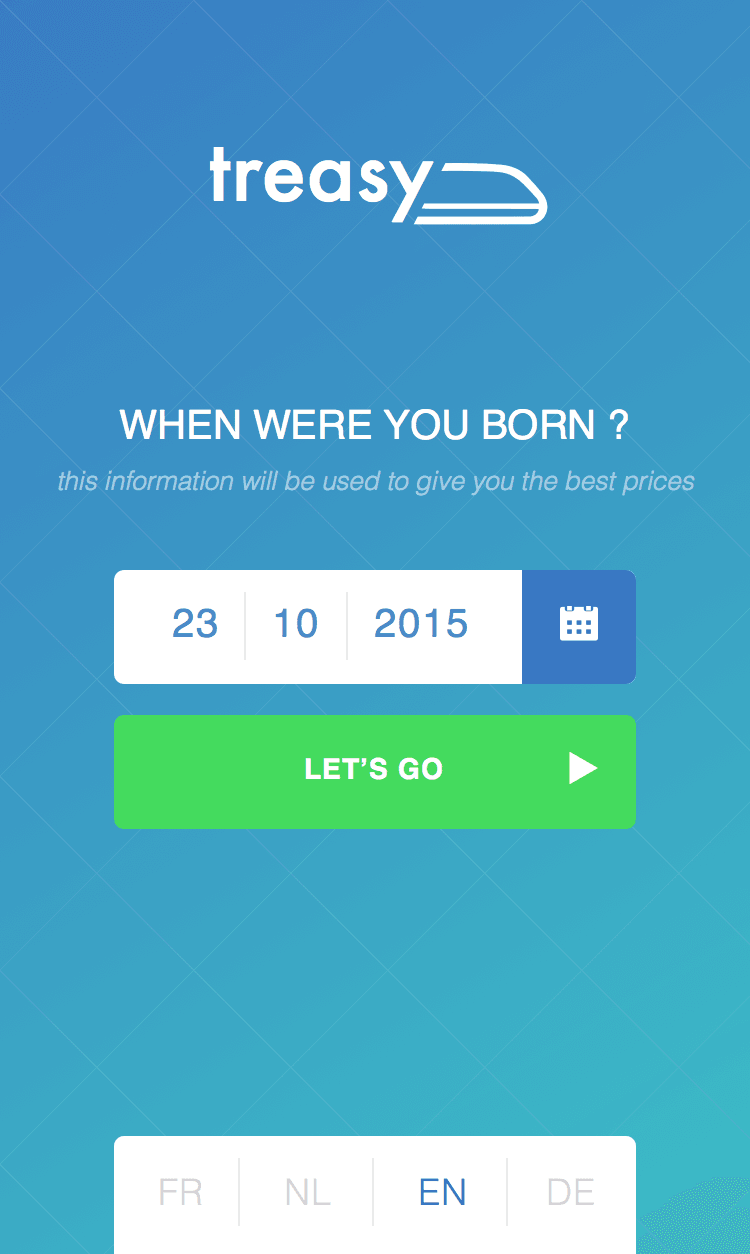 treasy
WHEN WERE YOU BORN ?
this information will be used to give you the best prices
23 10 2015
LET’S GO
FR NL EN DE